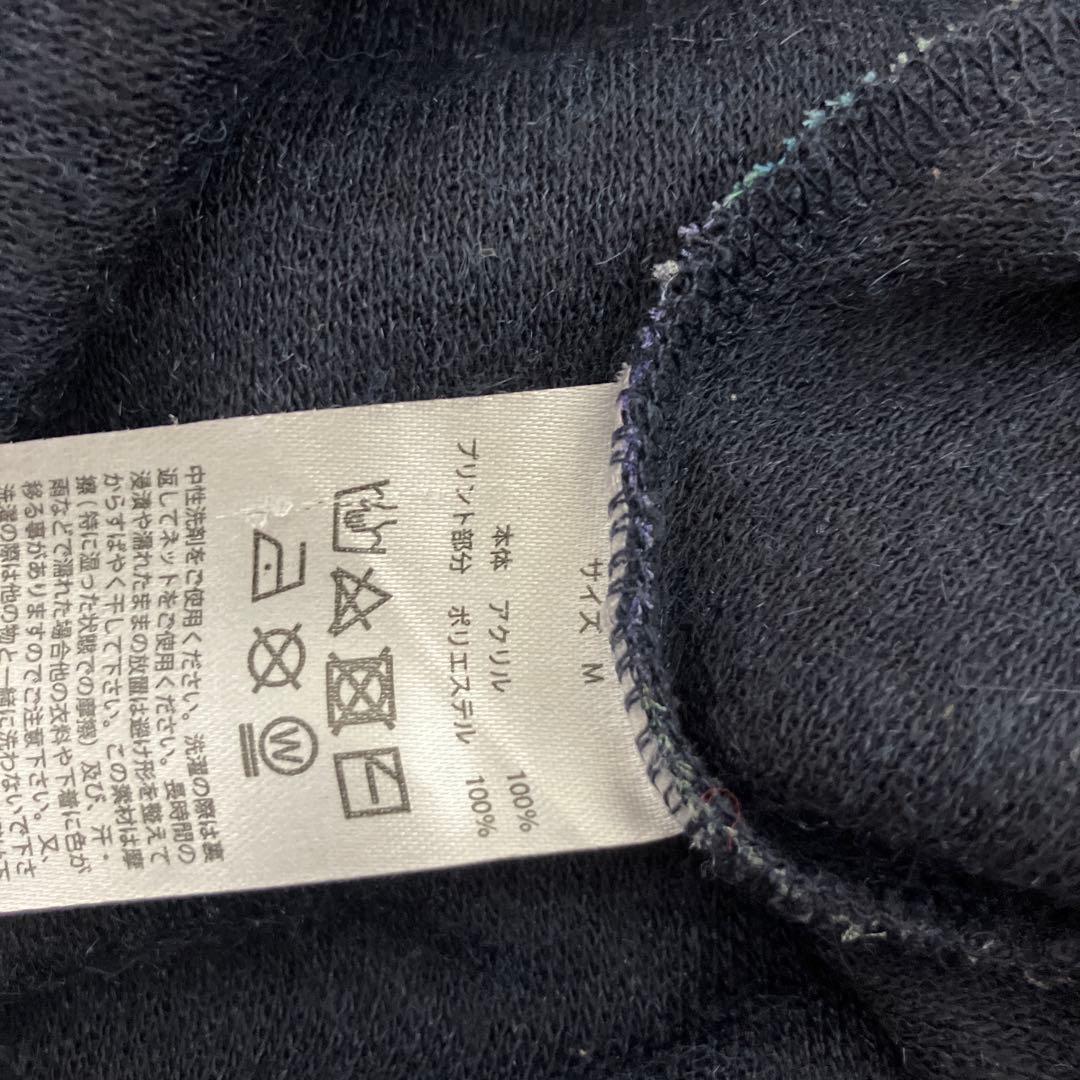 サイズ M
本体 アクリル 100%
プリント部分 ポリエステル 100%
W
中性洗剤をご使用ください。洗濯の際は裏
返してネットをご使用ください。長時間の
浸漬や濡れたままの放置は避け形を整えて
からすばやく干して下さい。この素材は摩
擦(特に湿った状態での摩擦)及び、汗・
雨などで濡れた場合他の衣料や下着に色が
移る事がありますのでご注意下さい。又、
洗濯の際は他の物と一緒に洗わないで下さ